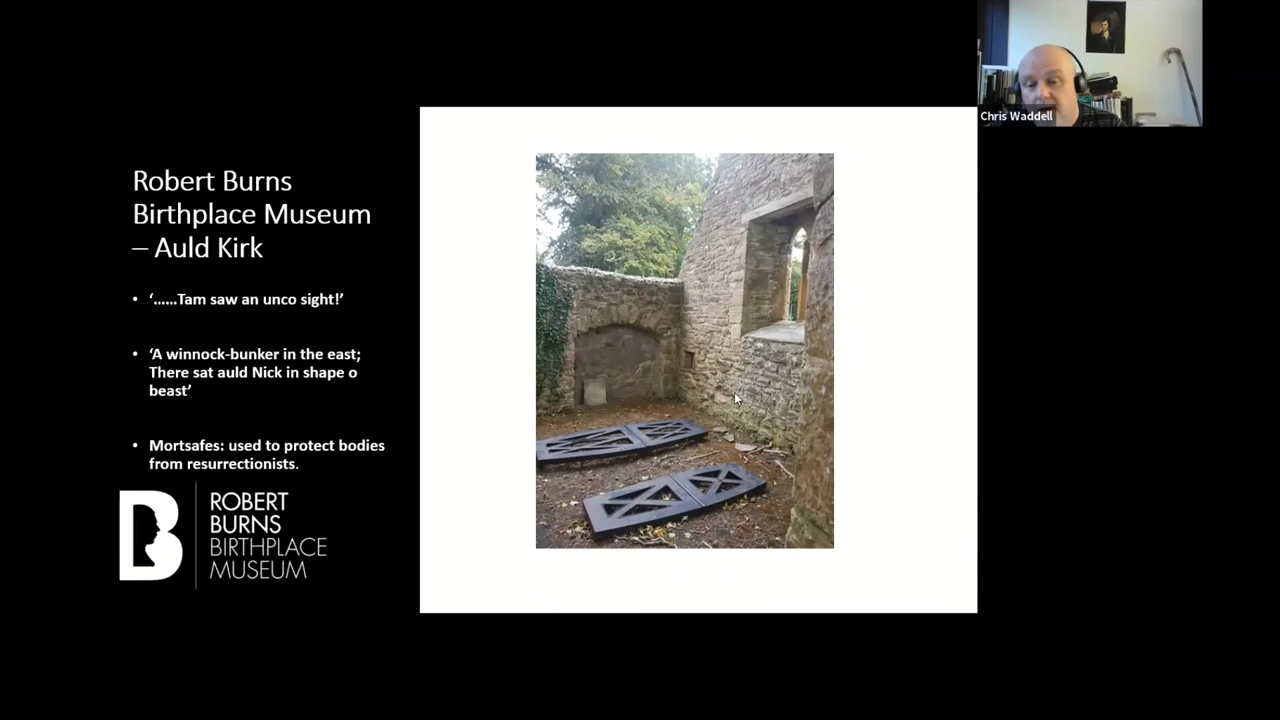 Robert Burns
Birthplace Museum
– Auld Kirk
• ‘......Tam saw an unco sight!’
• ‘A winnock-bunker in the east;
There sat auld Nick in shape o
beast’
• Mortsafes: used to protect bodies
from resurrectionists.
B
ROBERT
BURNS
BIRTHPLACE
MUSEUM
Chris Waddell